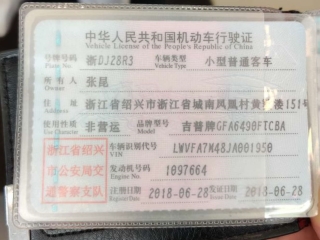 中华人民共和国机动车行驶证
Vehicle License of the People's Republic of China
号牌号码 浙DJZ8R3 车辆类型 小型普通客车
Plate No. Vehicle Type
所有人 张昆
Owner
住址 浙江省绍兴市浙江省城南凤凰村黄 151号
Address
使用性质 非营运 品牌型号 吉普牌GFA6490FTCBA
Use Character Model
浙江省绍兴 车辆识别代号 LWVFA7M48JA001950
VIN
市公安局交 发动机号码 1097664
Engine No.
通警察支队 注册日期 2018-06-28 发证日期 2018-06-28
Register Date Issue Date